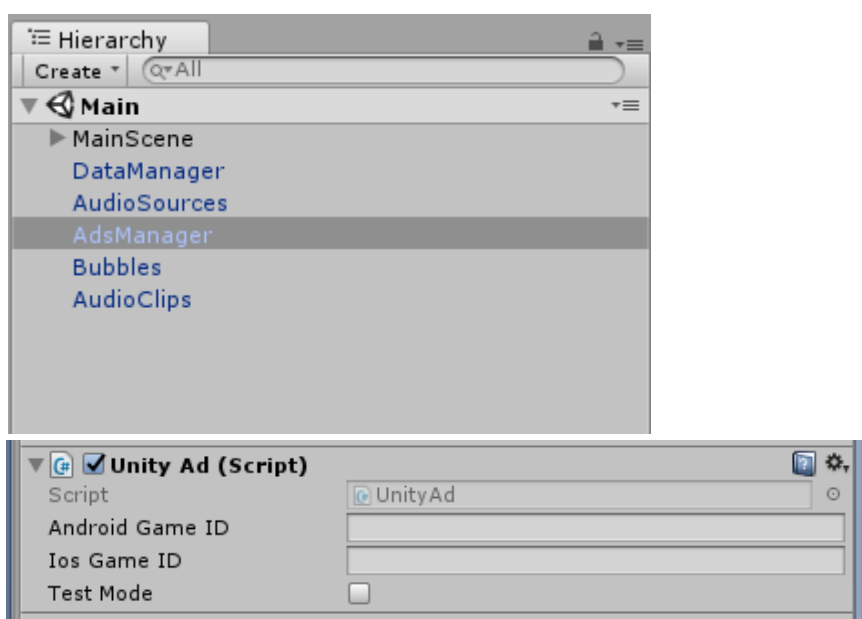 Hierarchy
Create All
Main
MainScene
DataManager
AudioSources
AdsManager
Bubbles
AudioClips
Unity Ad (Script)
Script UnityAd
Android Game ID
Ios Game ID
Test Mode